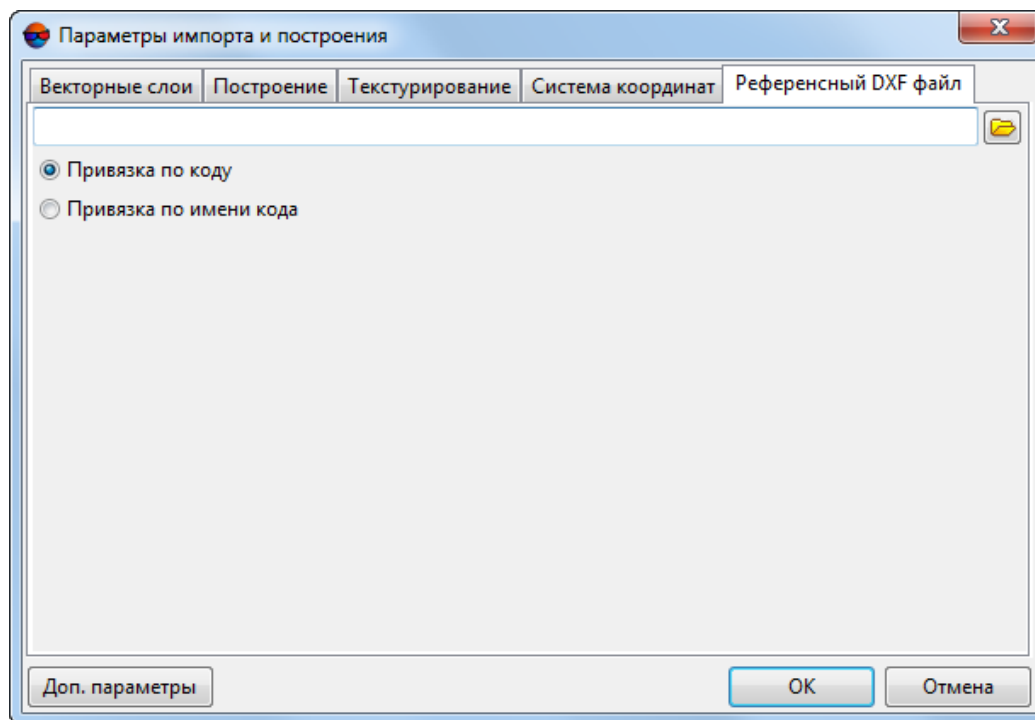 Параметры импорта и построения
Векторные слои Построение Текстурирование Система координат Референсный DXF файл
Привязка по коду
Привязка по имени кода
Доп. параметры OK Отмена